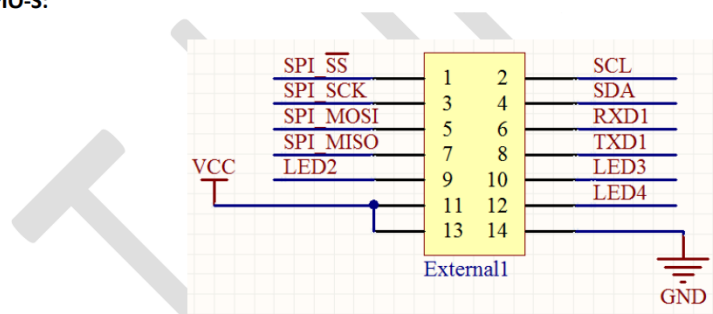 SPI_SS
1
2
SCL
SPI_SCK
3
4
SDA
SPI_MOSI
5
6
RXD1
SPI_MISO
7
8
TXD1
VCC
LED2
9
10
LED3
11
12
LED4
13
14
External1
GND